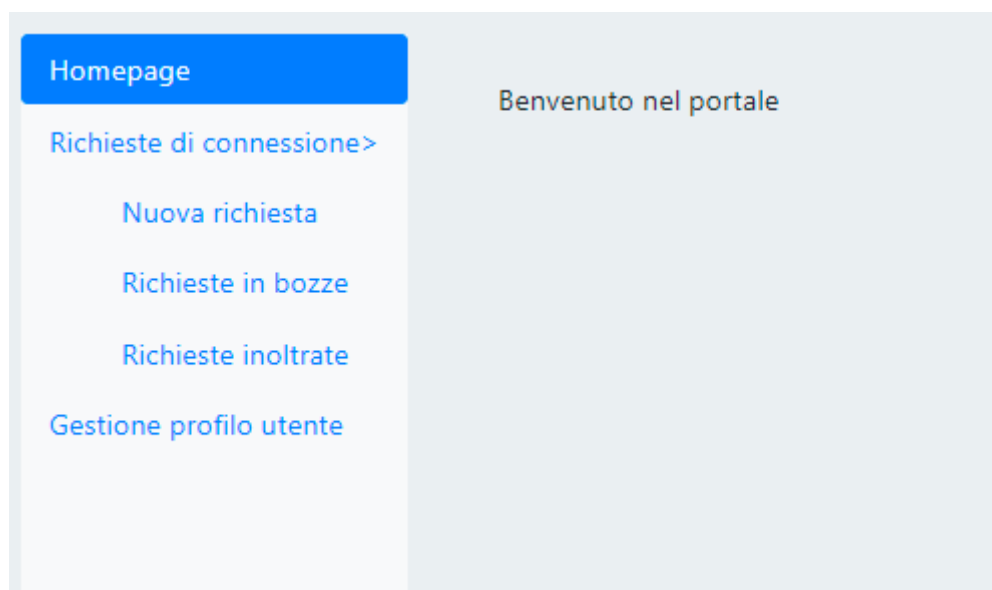 Homepage
Benvenuto nel portale
Richieste di connessione>
Nuova richiesta
Richieste in bozze
Richieste inoltrate
Gestione profilo utente